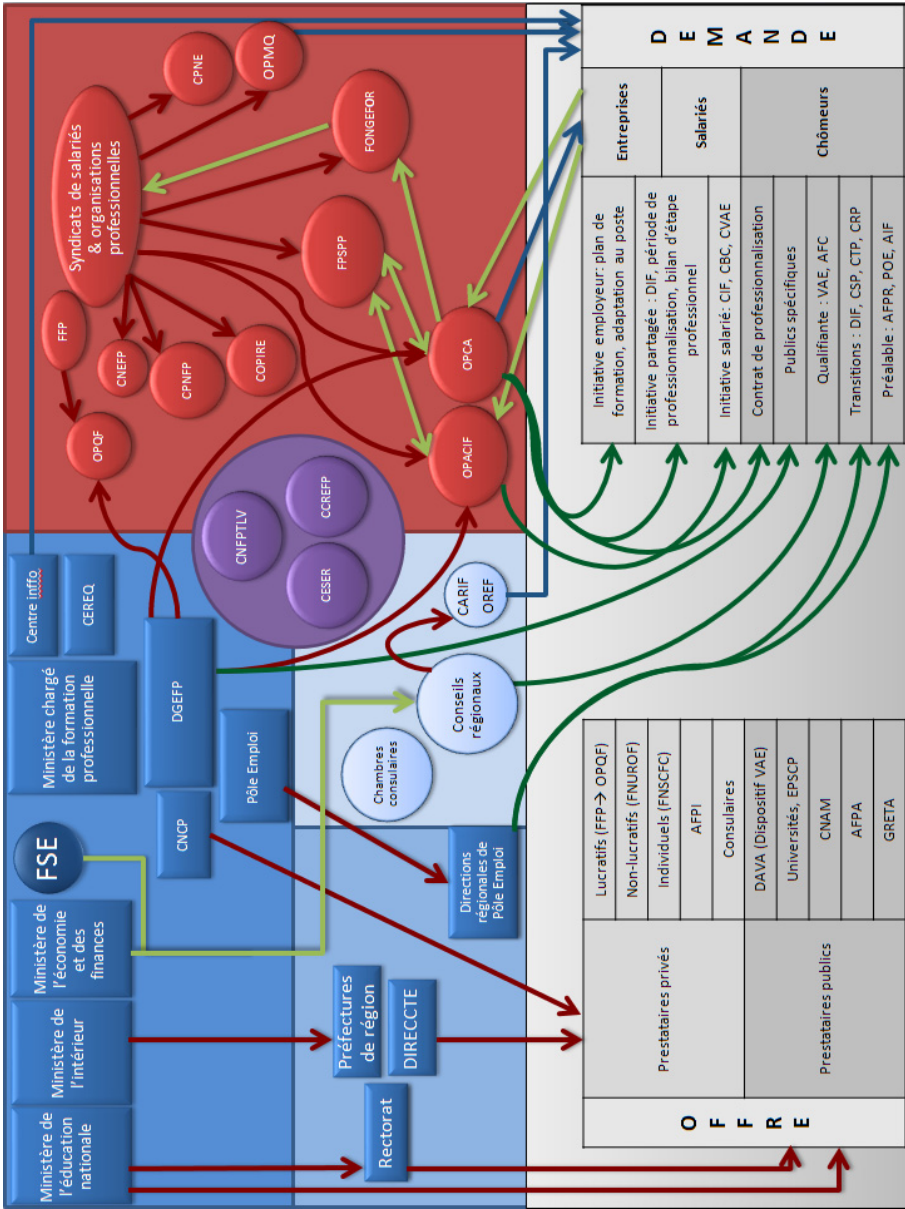 Ministère de
l'éducation
nationale
Ministère de
l'intérieur
Ministère de
l'économie
et des
finances
FSE
Ministère chargé
de la formation
professionnelle
Centre inffo
CEREQ
CNCP
DGEFP
Pôle Emploi
Rectorat
Préfectures
de région
DIRECCTE
Directions
régionales de
Pôle Emploi
Chambres
consulaires
Conseils
régionaux
CARIF
OREF
CNFPTLV
CESER
CCREFP
Syndicats de salariés
& organisations
professionnelles
FFP
OPQF
CNEFP
CPNFP
COPIRE
FPSPP
FONGEFOR
CPNE
OPMQ
OPACIF
OPCA
OFFRE
Prestataires privés
Lucratifs (FFP→ OPQF)
Non-lucratifs (FNUROF)
Individuels (FNSCFC)
AFPI
Consulaires
Prestataires publics
DAVA (Dispositif VAE)
Universités, EPSCP
CNAM
AFPA
GRETA
Initiative employeur: plan de
formation, adaptation au poste
Initiative partagée : DIF, période de
professionnalisation, bilan d'étape
professionnel
Initiative salarié: CIF, CBC, CVAE
Contrat de professionnalisation
Publics spécifiques
Qualifiante : VAE, AFC
Transitions : DIF, CSP, CTP, CRP
Préalable : AFPR, POE, AIF
Entreprises
Salariés
Chômeurs
DEMANDE